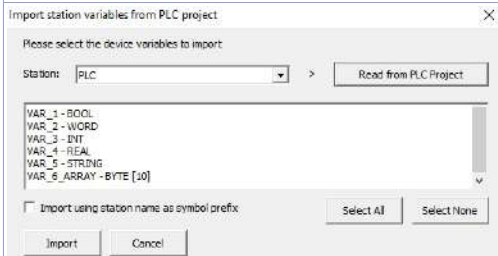 Import station variables from PLC project
Please select the device variables to import
Station: PLC > Read from PLC Project
VAR_1 - BOOL
VAR_2 - WORD
VAR_3 - INT
VAR_4 - REAL
VAR_5 - STRING
VAR_6_ARRAY - BYTE [10]
Import using station name as symbol prefix
Select All Select None
Import Cancel